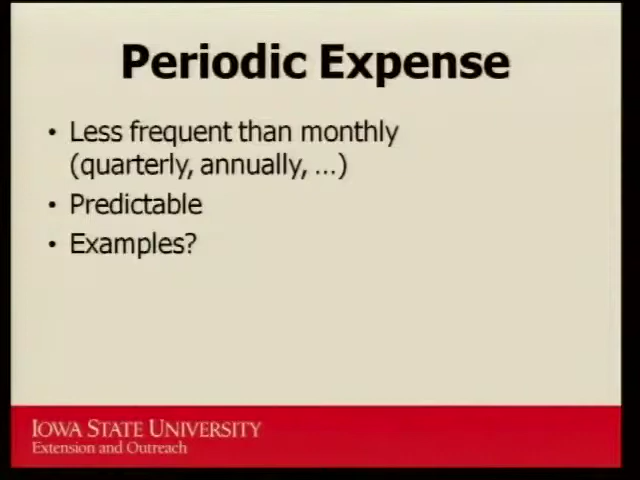 Periodic Expense
• Less frequent than monthly
(quarterly, annually, ...)
• Predictable
• Examples?
IOWA STATE UNIVERSITY
Extension and Outreach